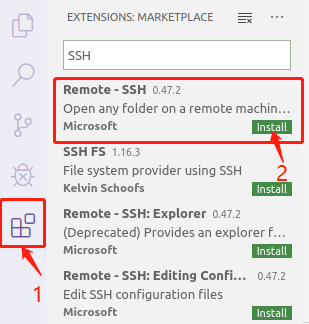 EXTENSIONS: MARKETPLACE
SSH
Remote - SSH 0.47.2
Open any folder on a remote machin...
Microsoft Install
2
SSH FS 1.16.3
File system provider using SSH
Kelvin Schoofs Install
Remote - SSH: Explorer 0.47.2
(Deprecated) Provides an explorer f...
Microsoft Install
1
Remote - SSH: Editing Confi... 0.47.2
Edit SSH configuration files
Microsoft Install